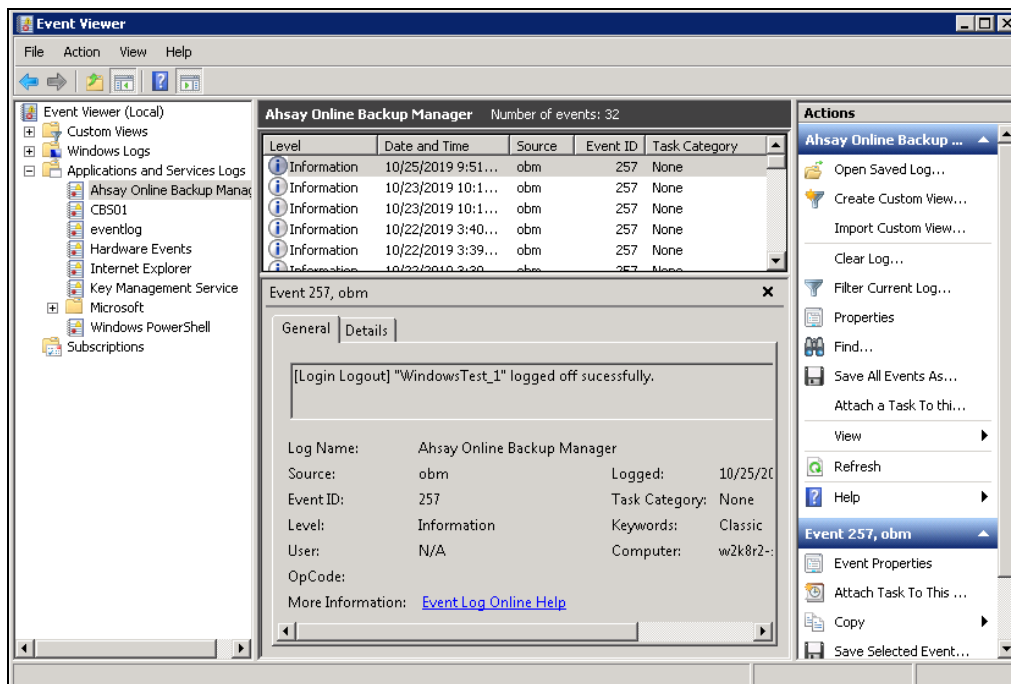 Event Viewer
File Action View Help
Event Viewer (Local)
Custom Views
Windows Logs
Applications and Services Logs
Ahsay Online Backup Manag
CBS01
eventlog
Hardware Events
Internet Explorer
Key Management Service
Microsoft
Windows PowerShell
Subscriptions
Ahsay Online Backup Manager Number of events: 32
Level Date and Time Source Event ID Task Category
Information 10/25/2019 9:51... obm 257 None
Information 10/23/2019 10:1... obm 257 None
Information 10/23/2019 10:1... obm 257 None
Information 10/22/2019 3:40... obm 257 None
Information 10/22/2019 3:39... obm 257 None
Information 10/22/2019 3:39... obm 257 None
Event 257, obm
General Details
[Login Logout] "WindowsTest_1" logged off sucessfully.
Log Name: Ahsay Online Backup Manager
Source: obm Logged: 10/25/20
Event ID: 257 Task Category: None
Level: Information Keywords: Classic
User: N/A Computer: w2k8r2-
OpCode:
More Information: Event Log Online Help
Actions
Ahsay Online Backup ...
Open Saved Log...
Create Custom View...
Import Custom View...
Clear Log...
Filter Current Log...
Properties
Find...
Save All Events As...
Attach a Task To thi...
View
Refresh
Help
Event 257, obm
Event Properties
Attach Task To This ...
Copy
Save Selected Event...